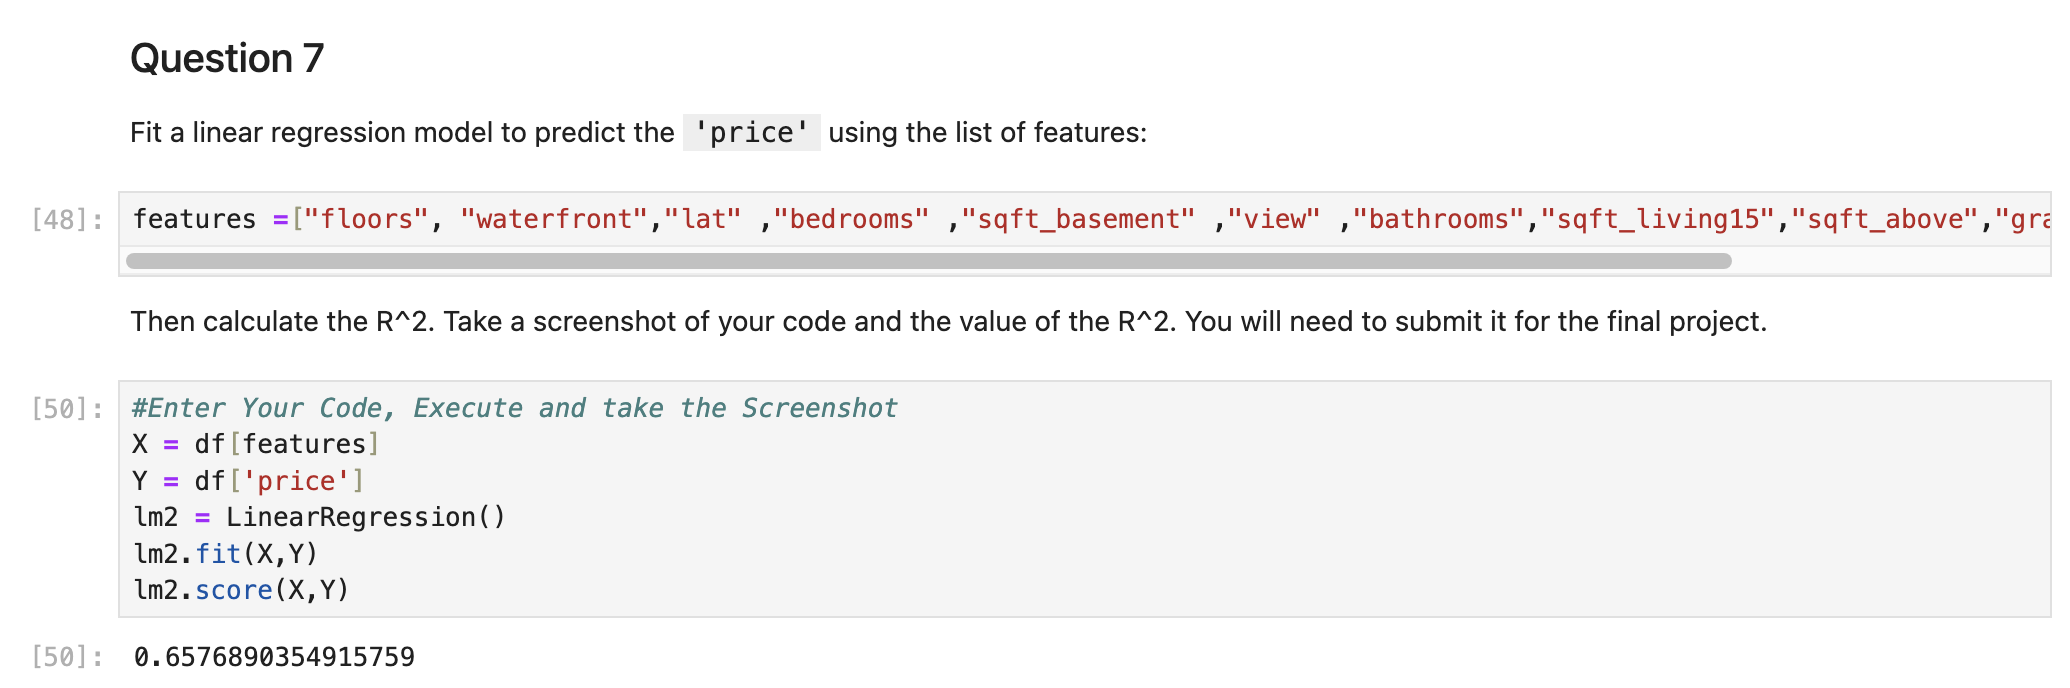 Question 7
Fit a linear regression model to predict the 'price' using the list of features:
[48]: features =["floors", "waterfront","lat" ,"bedrooms" ,"sqft_basement" ,"view" ,"bathrooms","sqft_living15","sqft_above","gra
Then calculate the R^2. Take a screenshot of your code and the value of the R^2. You will need to submit it for the final project.
[50]: #Enter Your Code, Execute and take the Screenshot
X = df[features]
Y = df['price']
lm2 = LinearRegression()
lm2.fit(X,Y)
lm2.score(X,Y)
[50]: 0.6576890354915759